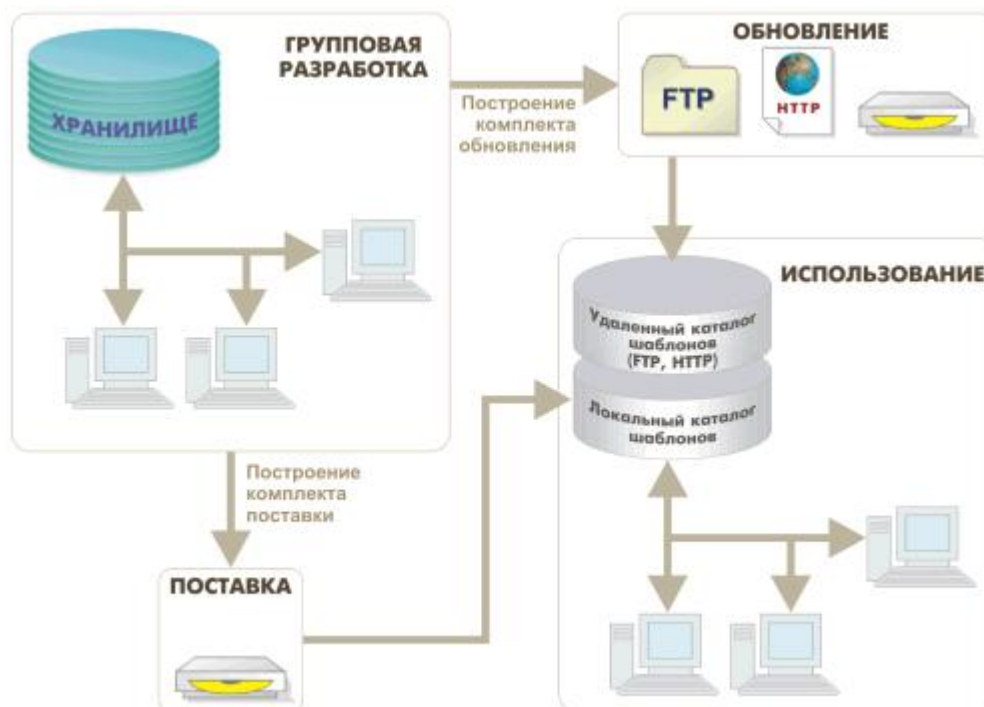 ГРУППОВАЯ
РАЗРАБОТКА
ХРАНИЛИЩЕ
Построение
комплекта
обновления
ОБНОВЛЕНИЕ
FTP
HTTP
ИСПОЛЬЗОВАНИЕ
Удаленный каталог
шаблонов
(FTP, HTTP)
Локальный каталог
шаблонов
Построение
комплекта
поставки
ПОСТАВКА